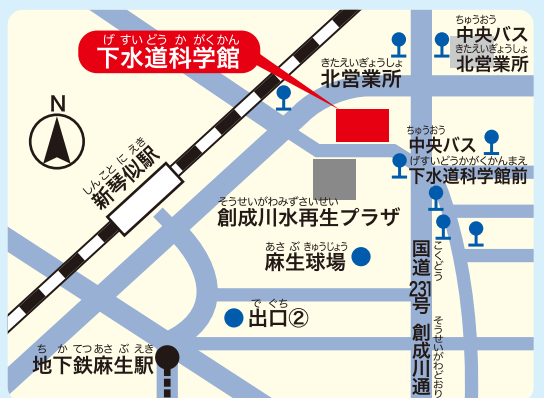 げすいどうかがくかん
下水道科学館
ちゅうおう
中央バス
きたえいぎょうしょ
北営業所
きたえいぎょうしょ
北営業所
N
しんことにえき
新琴似駅
ちゅうおう
中央バス
げすいどうかがくかんまえ
下水道科学館前
そうせいがわみずさいせい
創成川水再生プラザ
あさぶきゅうじょう
麻生球場
こくどう
国道231号
そうせいがわどおり
創成川通
でぐち
出口②
ちかてつあさぶえき
地下鉄麻生駅